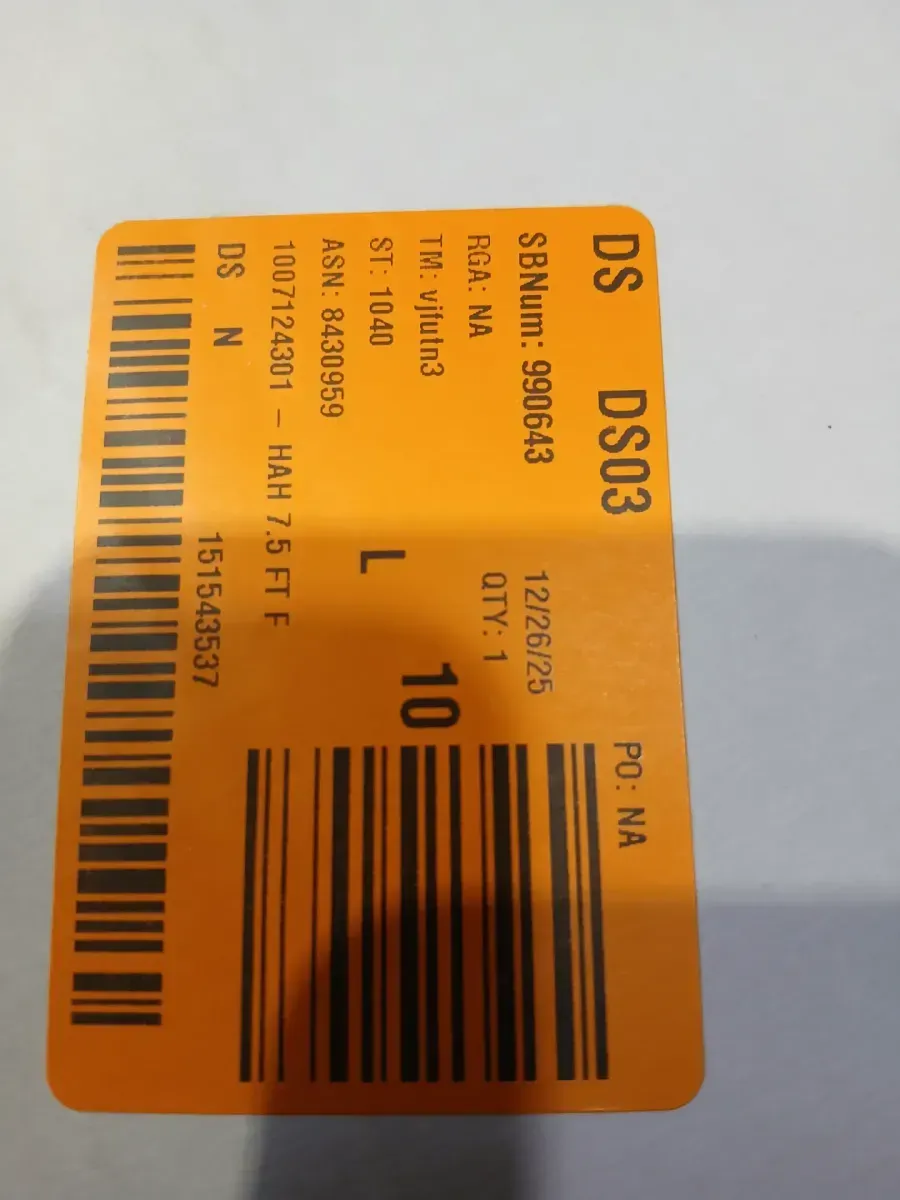 DS DS03 PO: NA
SBNum: 990643 12/26/25
RGA: NA QTY: 1
TM: vjfutn3 10
ST: 1040 L
ASN: 8430959
1007124301 – HAH 7.5 FT F
DS N 151543537